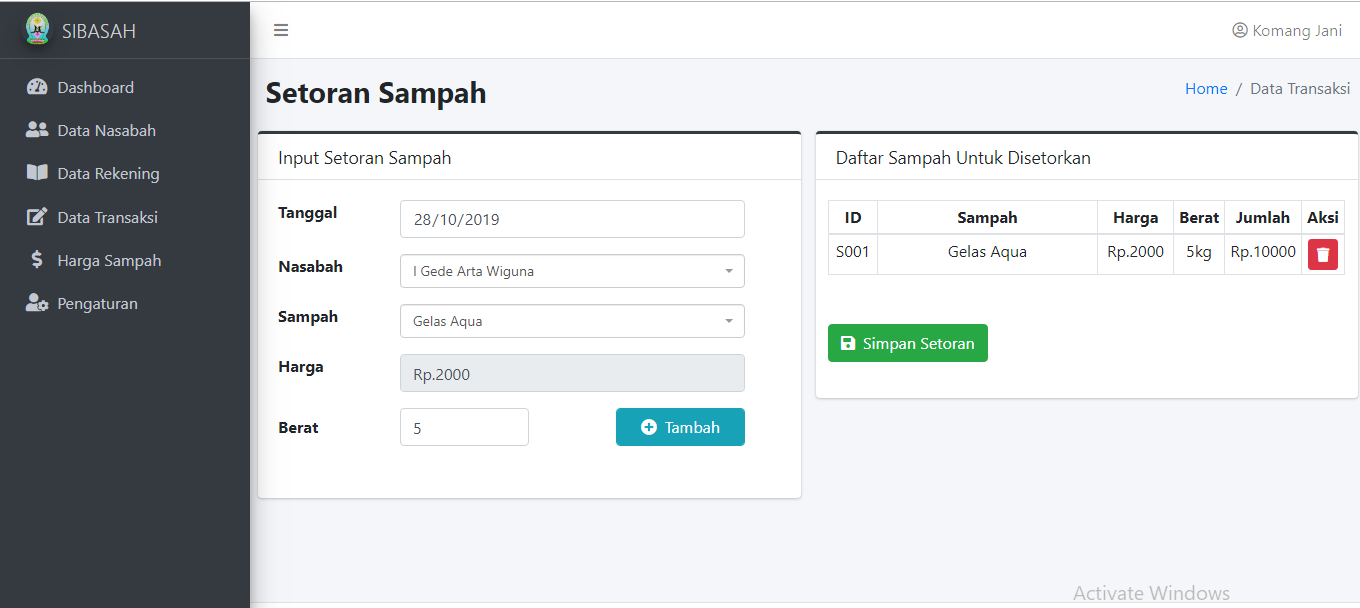 SIBASAH
Komang Jani
Dashboard
Data Nasabah
Data Rekening
Data Transaksi
Harga Sampah
Pengaturan
Setoran Sampah
Home / Data Transaksi
Input Setoran Sampah
Tanggal 28/10/2019
Nasabah I Gede Arta Wiguna
Sampah Gelas Aqua
Harga Rp.2000
Berat 5 Tambah
Daftar Sampah Untuk Disetorkan
ID Sampah Harga Berat Jumlah Aksi
S001 Gelas Aqua Rp.2000 5kg Rp.10000
Simpan Setoran
Activate Windows